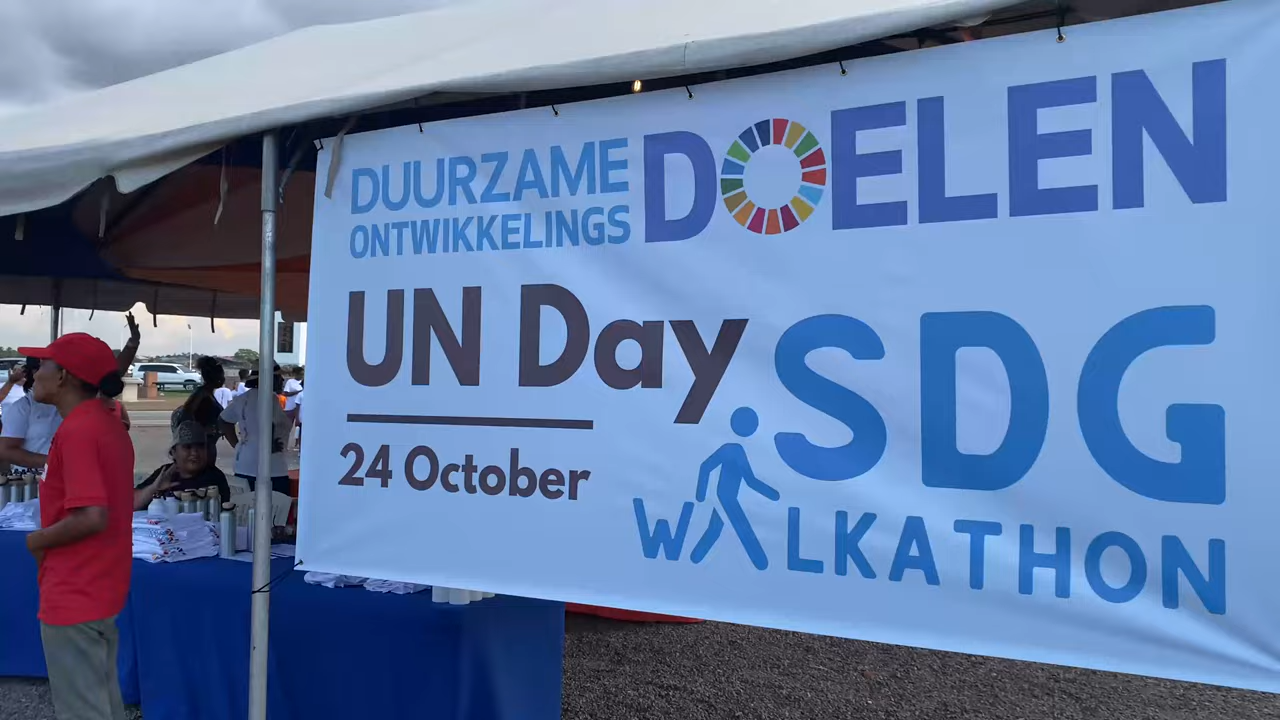 DUURZAME
ONTWIKKELINGS
DOELEN
UN Day
24 October
SDG
WALKATHON